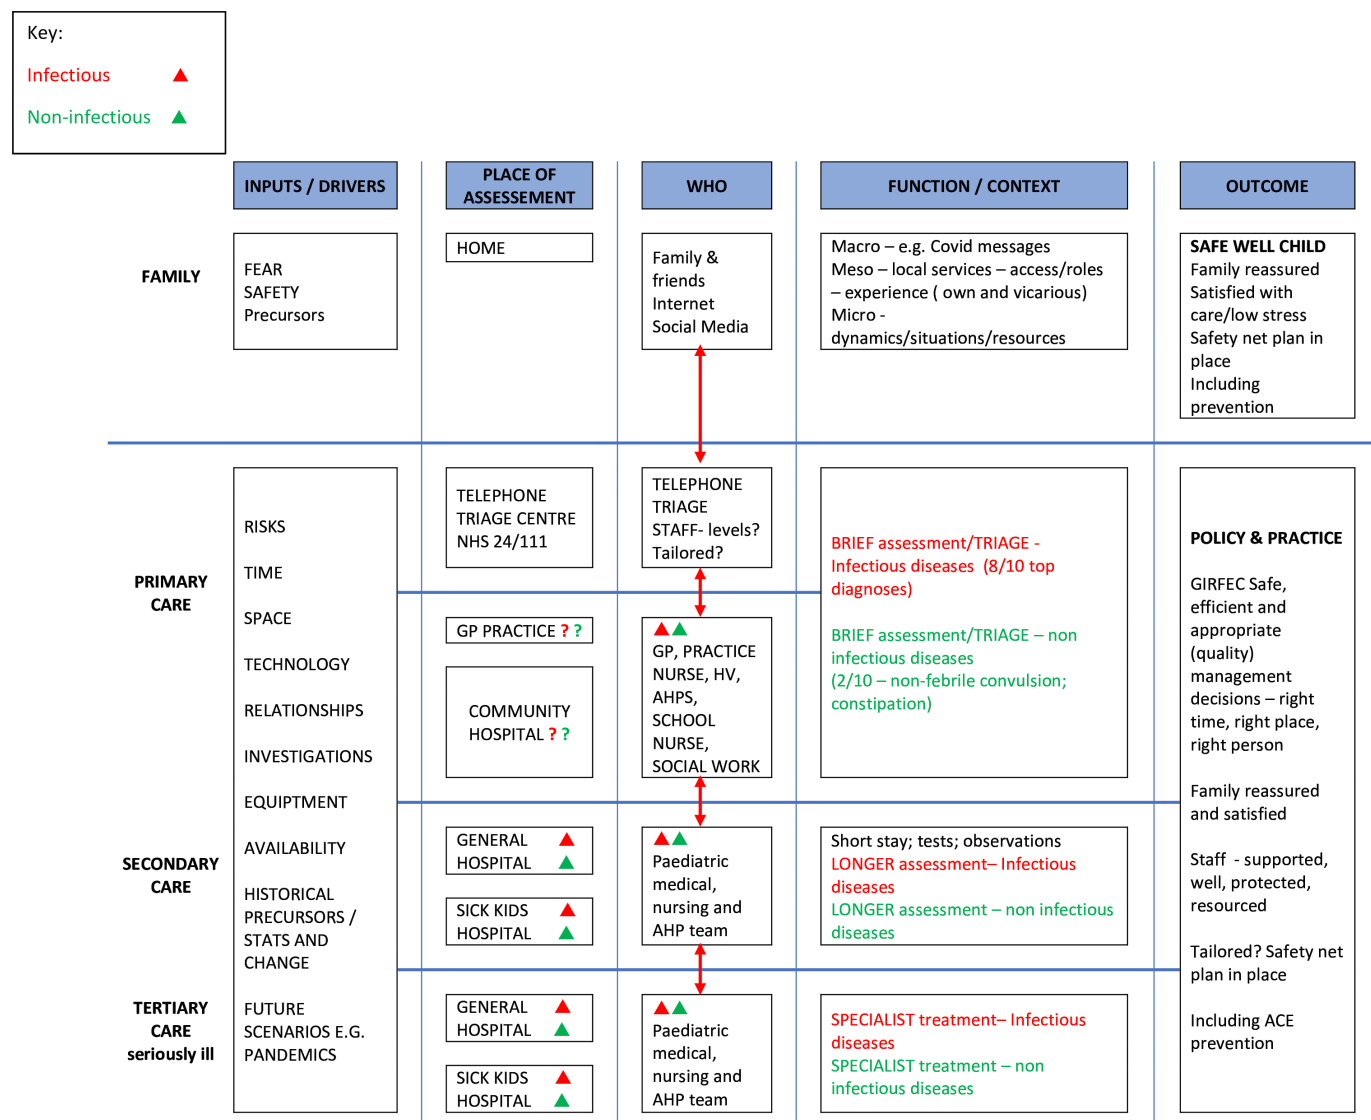 Key:
Infectious
Non-infectious
INPUTS / DRIVERS
PLACE OF
ASSESSEMENT
WHO
FUNCTION / CONTEXT
OUTCOME
FAMILY
FEAR
SAFETY
Precursors
HOME
Family &
friends
Internet
Social Media
Macro – e.g. Covid messages
Meso – local services – access/roles
– experience ( own and vicarious)
Micro -
dynamics/situations/resources
SAFE WELL CHILD
Family reassured
Satisfied with
care/low stress
Safety net plan in
place
Including
prevention
PRIMARY
CARE
SECONDARY
CARE
TERTIARY
CARE
seriously ill
RISKS
TIME
SPACE
TECHNOLOGY
RELATIONSHIPS
INVESTIGATIONS
EQUIPTMENT
AVAILABILITY
HISTORICAL
PRECURSORS /
STATS AND
CHANGE
FUTURE
SCENARIOS E.G.
PANDEMICS
TELEPHONE
TRIAGE CENTRE
NHS 24/111
GP PRACTICE ? ?
COMMUNITY
HOSPITAL ? ?
GENERAL
HOSPITAL
SICK KIDS
HOSPITAL
GENERAL
HOSPITAL
SICK KIDS
HOSPITAL
TELEPHONE
TRIAGE
STAFF- levels?
Tailored?
GP, PRACTICE
NURSE, HV,
AHPS,
SCHOOL
NURSE,
SOCIAL WORK
Paediatric
medical,
nursing and
AHP team
Paediatric
medical,
nursing and
AHP team
BRIEF assessment/TRIAGE -
Infectious diseases (8/10 top
diagnoses)
BRIEF assessment/TRIAGE – non
infectious diseases
(2/10 – non-febrile convulsion;
constipation)
Short stay; tests; observations
LONGER assessment– Infectious
diseases
LONGER assessment – non infectious
diseases
SPECIALIST treatment– Infectious
diseases
SPECIALIST treatment – non
infectious diseases
POLICY & PRACTICE
GIRFEC Safe,
efficient and
appropriate
(quality)
management
decisions – right
time, right place,
right person
Family reassured
and satisfied
Staff - supported,
well, protected,
resourced
Tailored? Safety net
plan in place
Including ACE
prevention